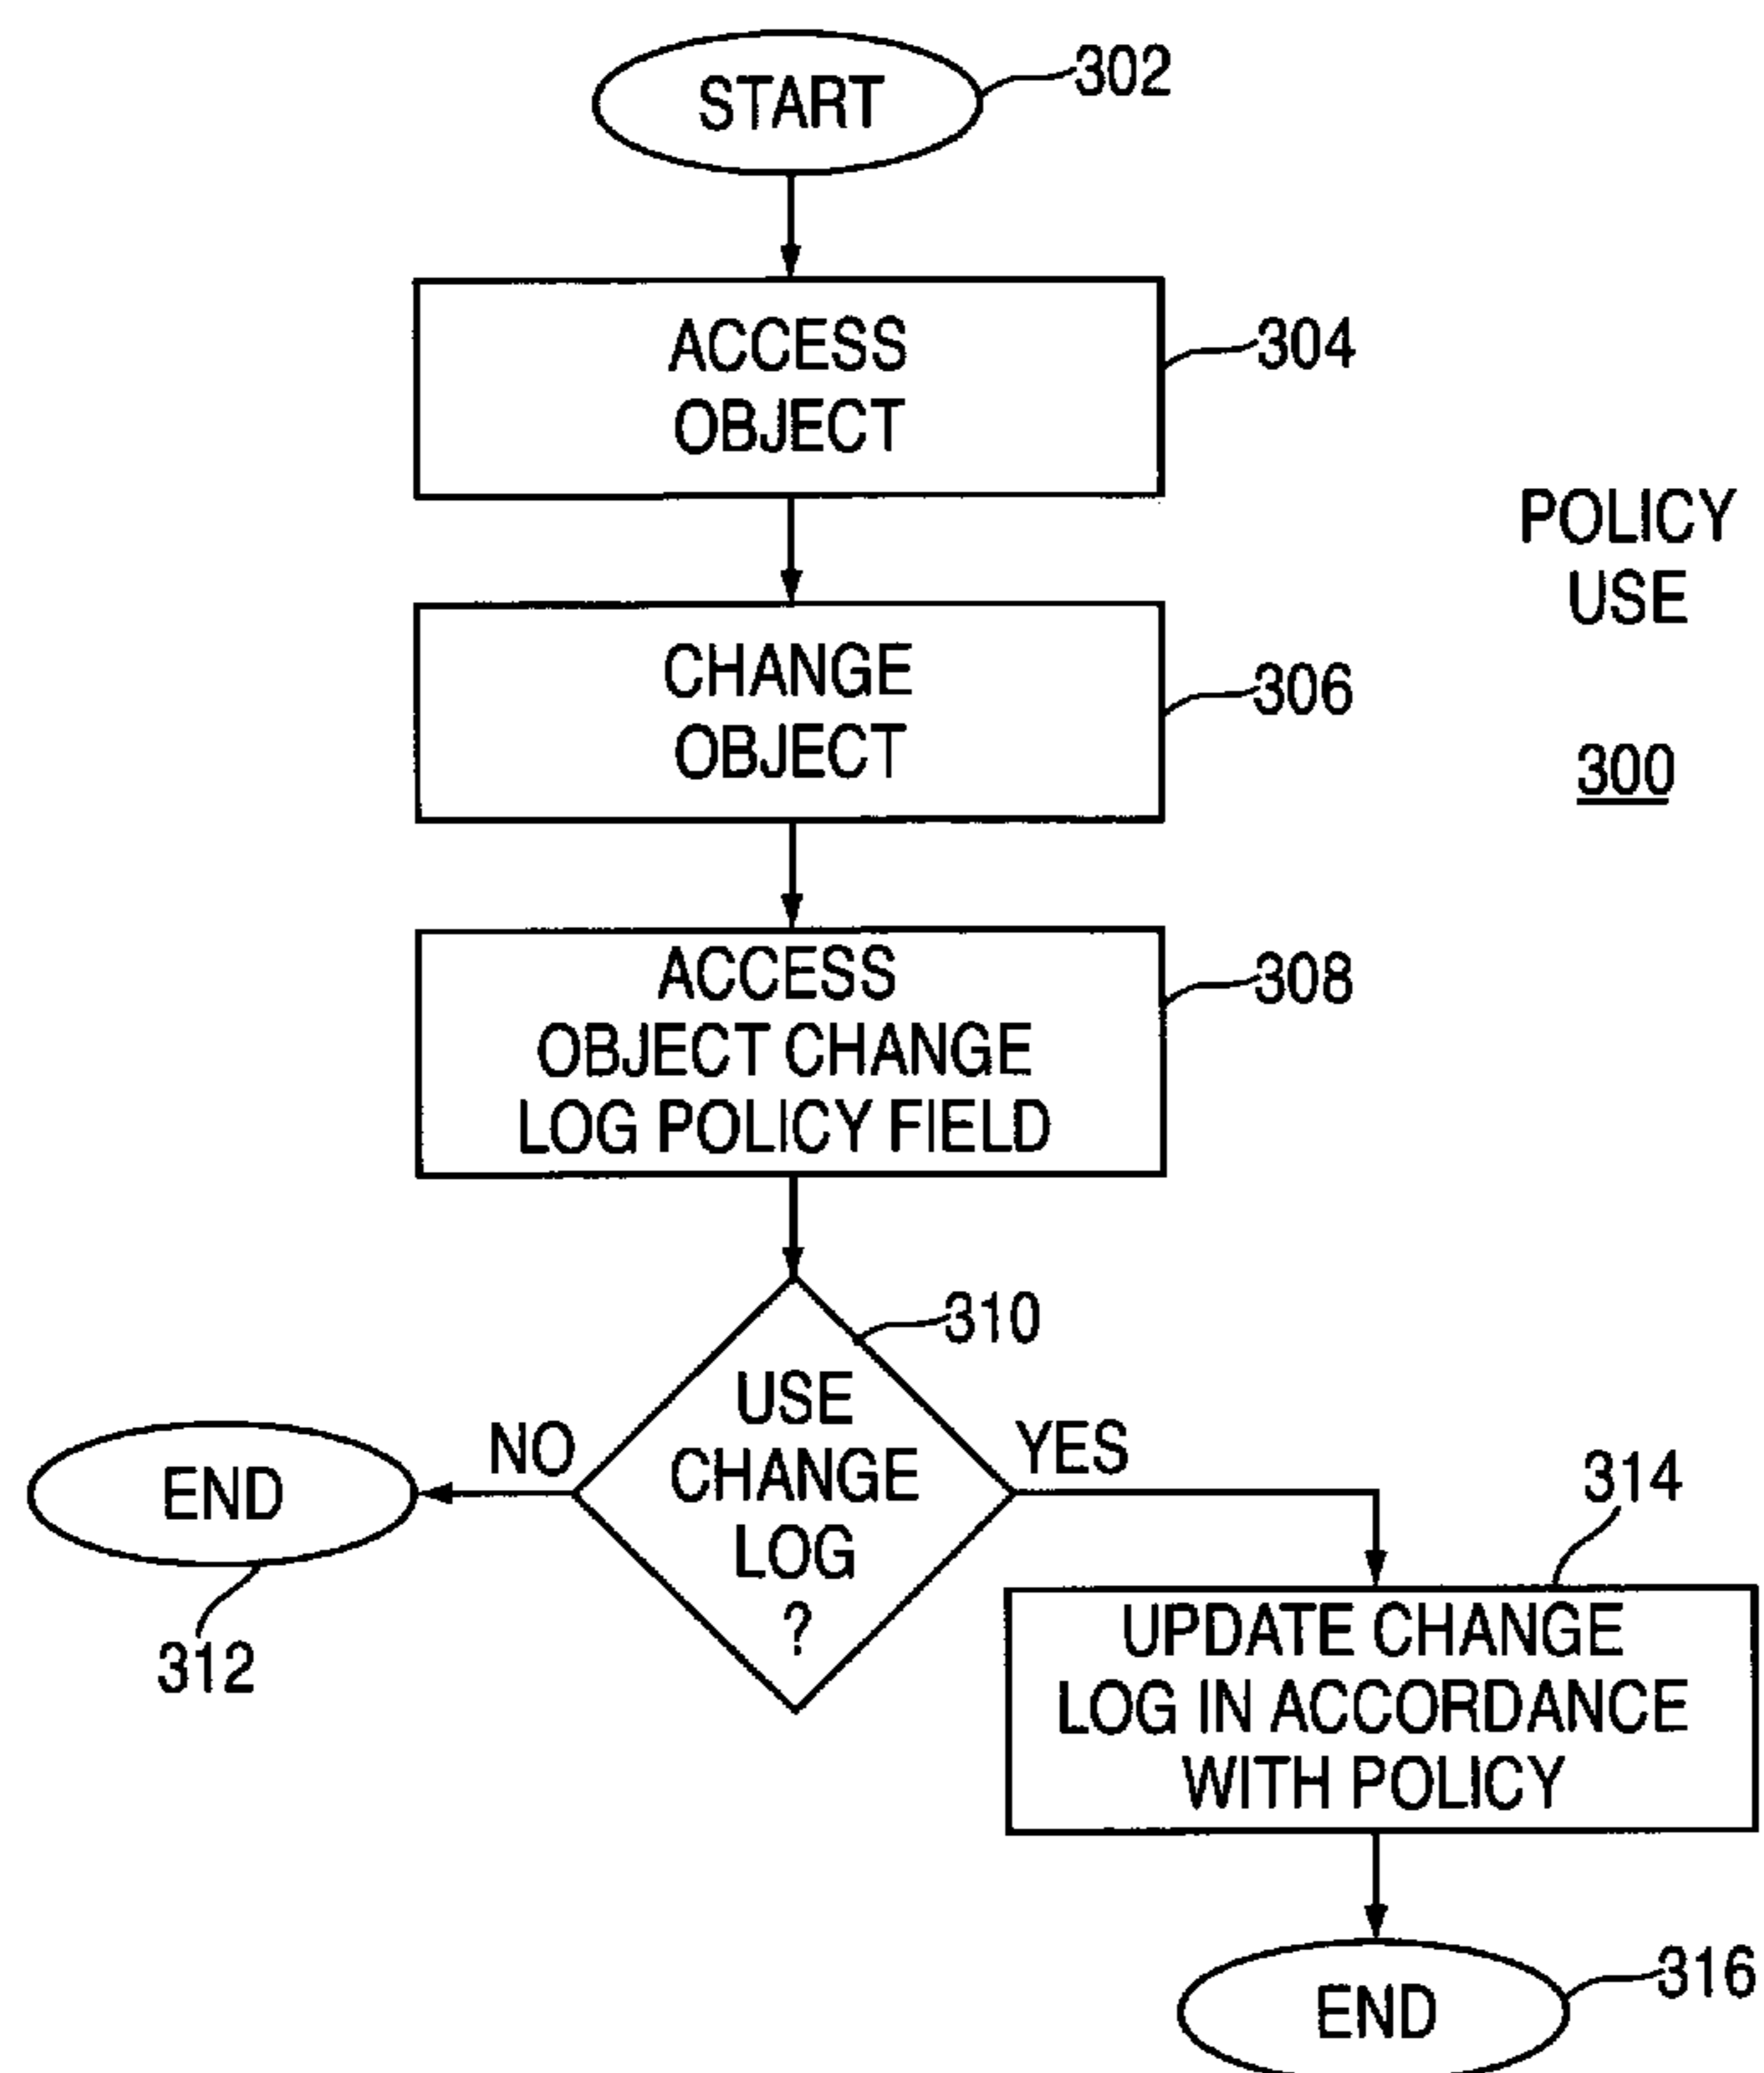 START
302
ACCESS
OBJECT
304
POLICY
USE
300
CHANGE
OBJECT
306
ACCESS
OBJECT CHANGE
LOG POLICY FIELD
308
310
USE
CHANGE
LOG
?
NO
YES
END
312
314
UPDATE CHANGE
LOG IN ACCORDANCE
WITH POLICY
END
316